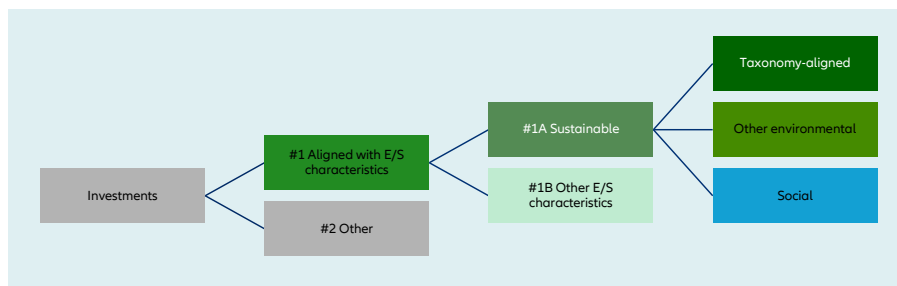 Investments
#1 Aligned with E/S
characteristics
#2 Other
#1A Sustainable
#1B Other E/S
characteristics
Taxonomy-aligned
Other environmental
Social